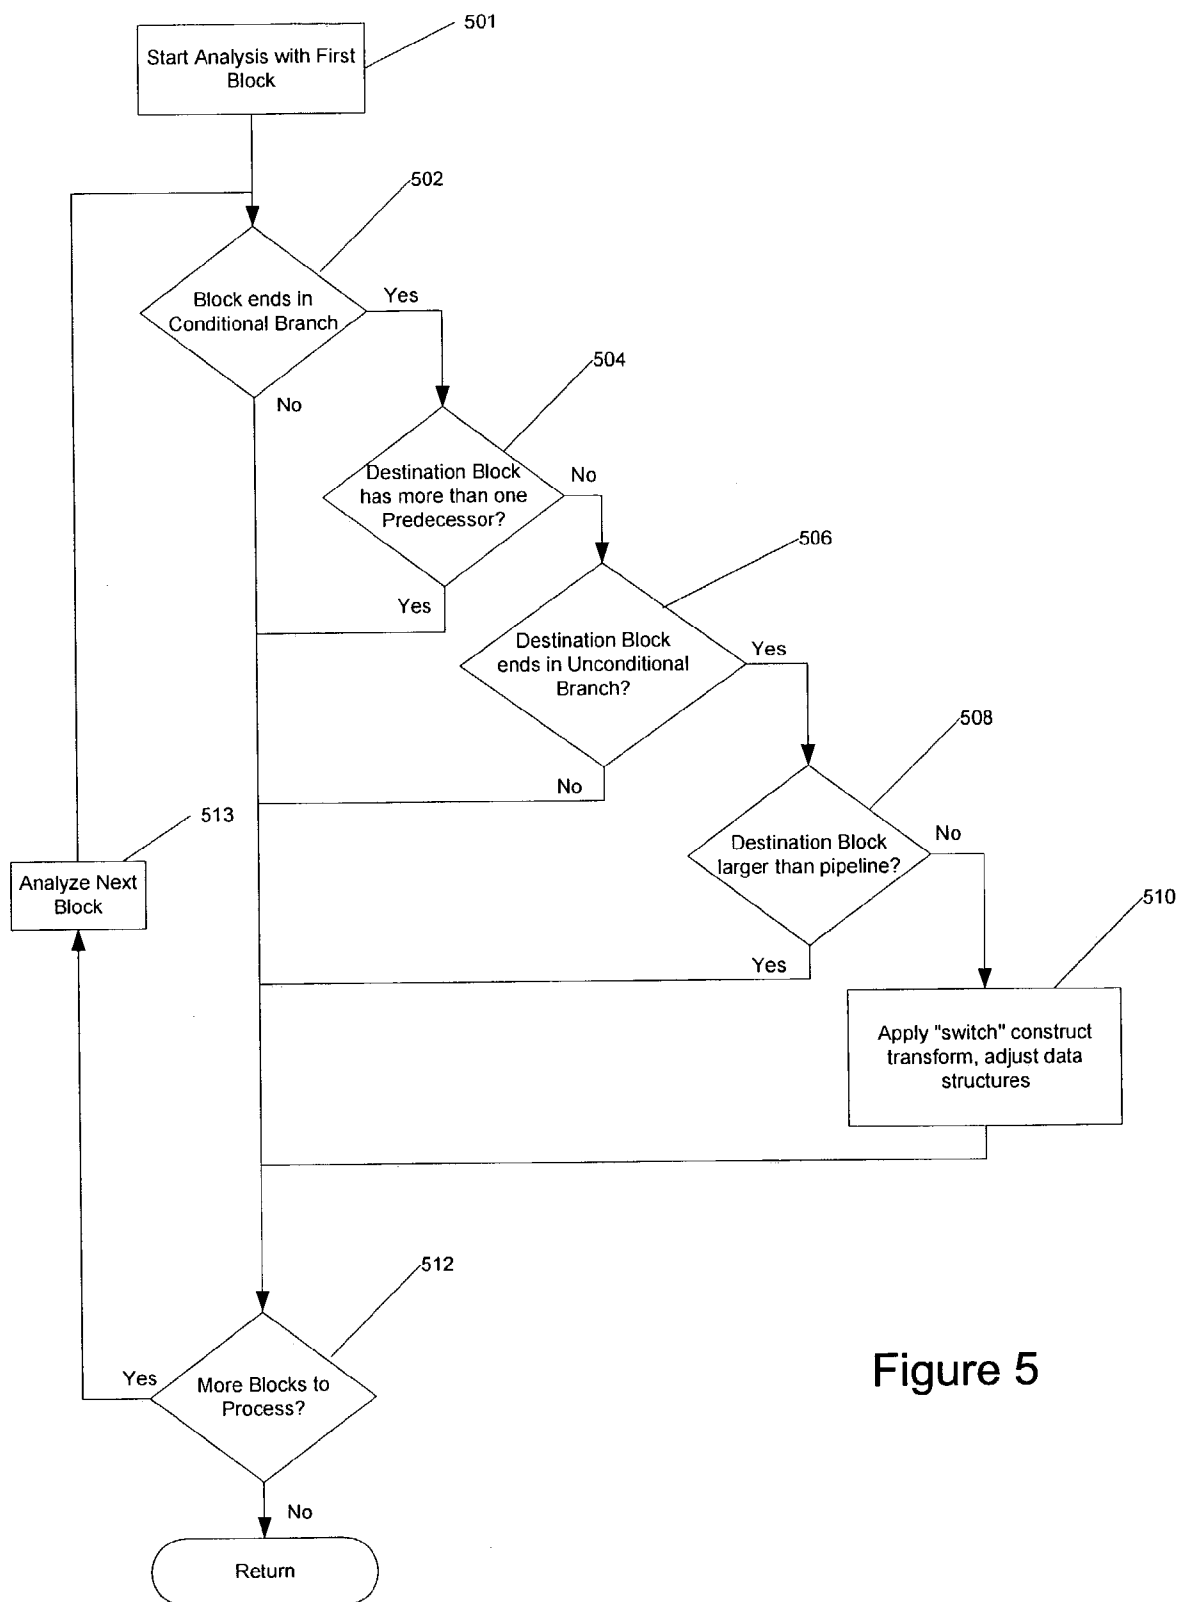 501
Start Analysis with First
Block
502
Block ends in
Conditional Branch
Yes
No
504
Destination Block
has more than one
Predecessor?
No
Yes
506
Destination Block
ends in Unconditional
Branch?
Yes
No
508
Destination Block
larger than pipeline?
No
Yes
513
Analyze Next
Block
510
Apply "switch" construct
transform, adjust data
structures
512
More Blocks to
Process?
Yes
No
Return
Figure 5